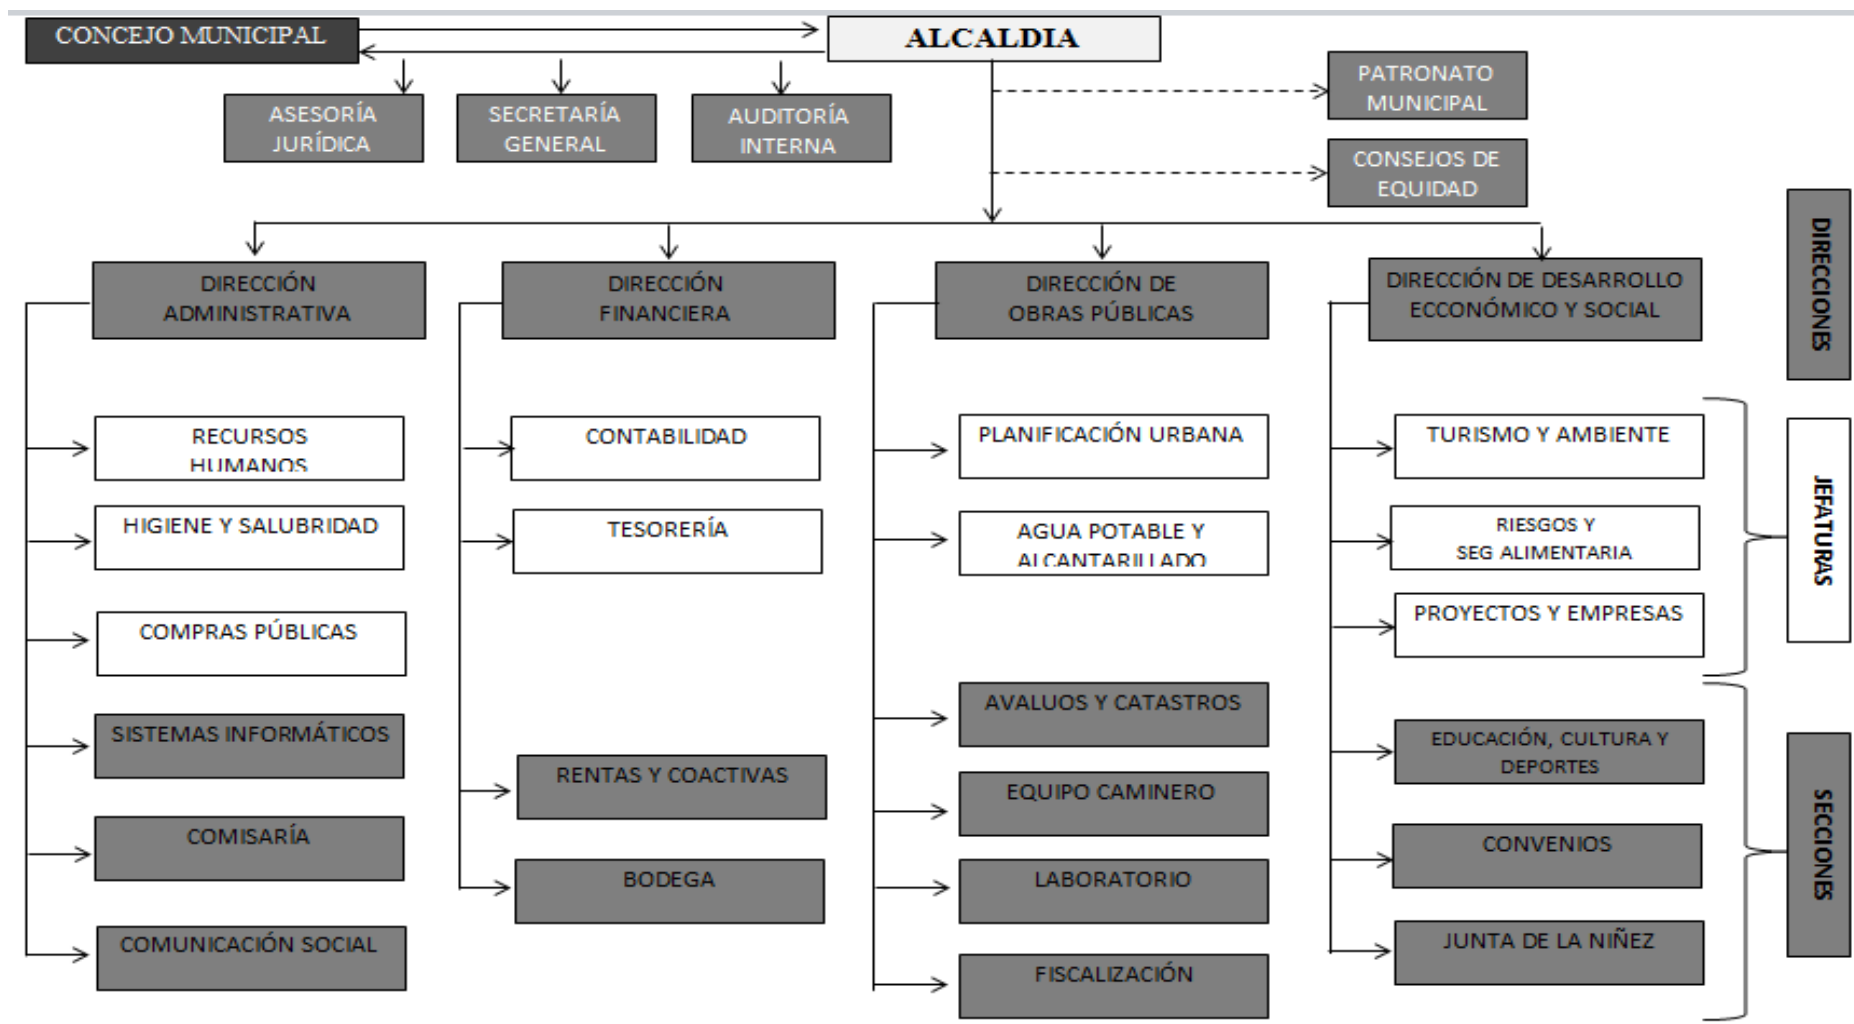 CONCEJO MUNICIPAL
ALCALDIA
PATRONATO
MUNICIPAL
ASESORÍA
JURÍDICA
SECRETARÍA
GENERAL
AUDITORÍA
INTERNA
CONSEJOS DE
EQUIDAD
DIRECCIONES
DIRECCIÓN
ADMINISTRATIVA
DIRECCIÓN
FINANCIERA
DIRECCIÓN DE
OBRAS PÚBLICAS
DIRECCIÓN DE DESARROLLO
ECCONÓMICO Y SOCIAL
RECURSOS
HUMANOS
CONTABILIDAD
PLANIFICACIÓN URBANA
TURISMO Y AMBIENTE
JEFATURAS
HIGIENE Y SALUBRIDAD
TESORERÍA
AGUA POTABLE Y
ALCANTARILLADO
RIESGOS Y
SEG ALIMENTARIA
COMPRAS PÚBLICAS
PROYECTOS Y EMPRESAS
SISTEMAS INFORMÁTICOS
RENTAS Y COACTIVAS
AVALUOS Y CATASTROS
EDUCACIÓN, CULTURA Y
DEPORTES
SECCIONES
COMISARÍA
BODEGA
EQUIPO CAMINERO
CONVENIOS
LABORATORIO
COMUNICACIÓN SOCIAL
JUNTA DE LA NIÑEZ
FISCALIZACIÓN